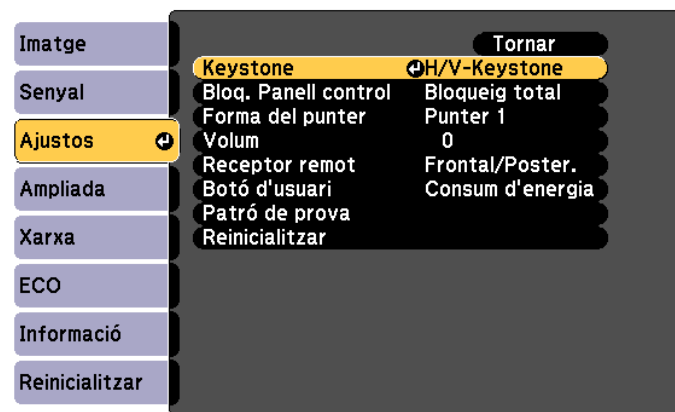 Imatge
Senyal
Ajustos
Ampliada
Xarxa
ECO
Informació
Reinicialitzar
Tornar
Keystone H/V-Keystone
Bloq. Panell control Bloqueig total
Forma del punter Punter 1
Volum 0
Receptor remot Frontal/Poster.
Botó d'usuari Consum d'energia
Patró de prova
Reinicialitzar